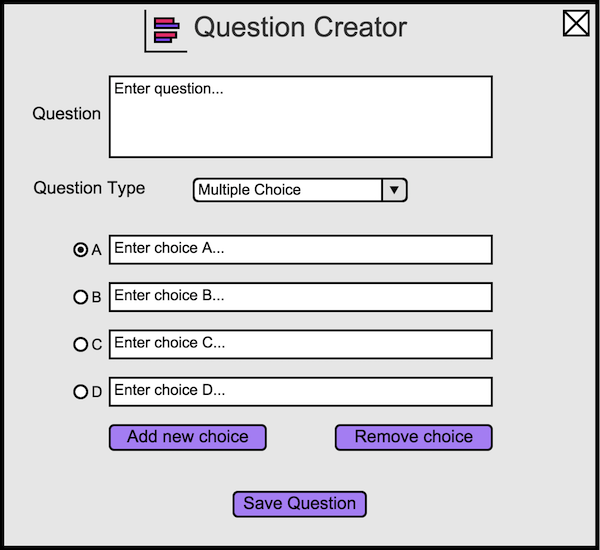 Question Creator
Question
Enter question...
Question Type
Multiple Choice
A
Enter choice A...
B
Enter choice B...
C
Enter choice C...
D
Enter choice D...
Add new choice
Remove choice
Save Question